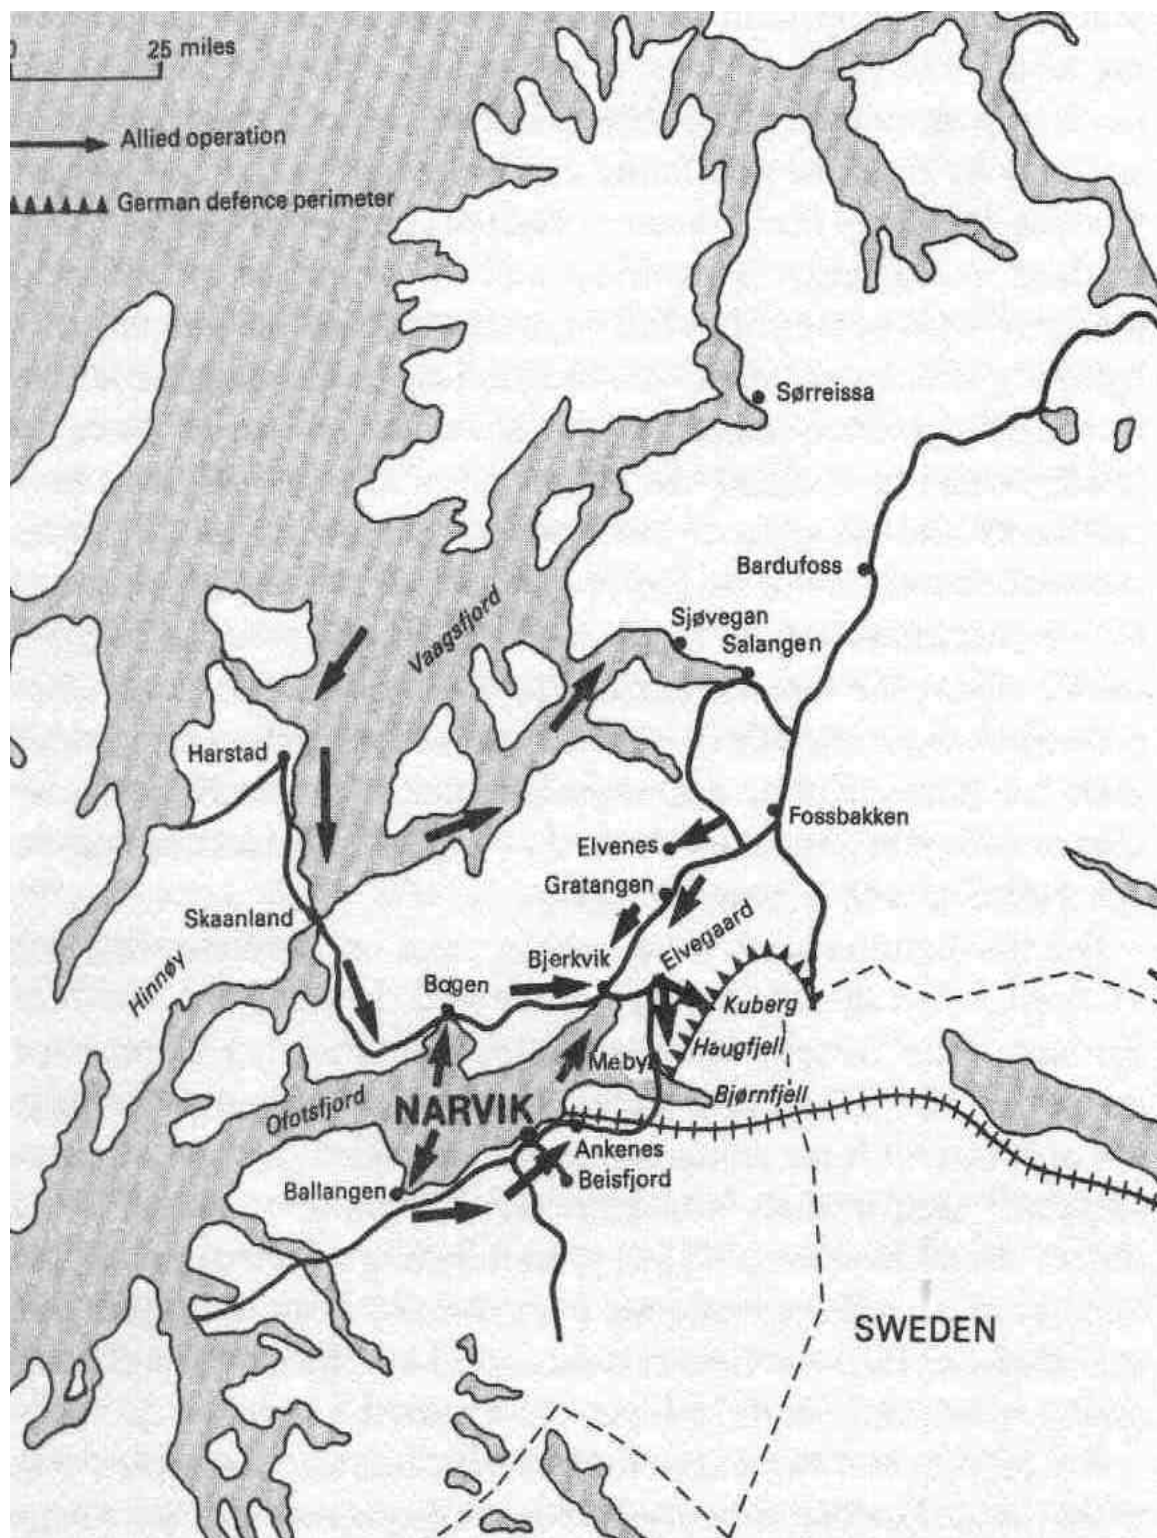 0 25 miles
Allied operation
German defence perimeter
Sørreissa
Bardufoss
Vaagsfjord
Sjøvegan
Salangen
Harstad
Fossbakken
Elvenes
Gratangen
Skaanland
Elvegaard
Bjerkvik
Hinnøy
Bogen
Kuberg
Haugfjell
Meby
Bjørnfjell
Ofotsfjord
NARVIK
Ankenes
Beisfjord
Ballangen
SWEDEN